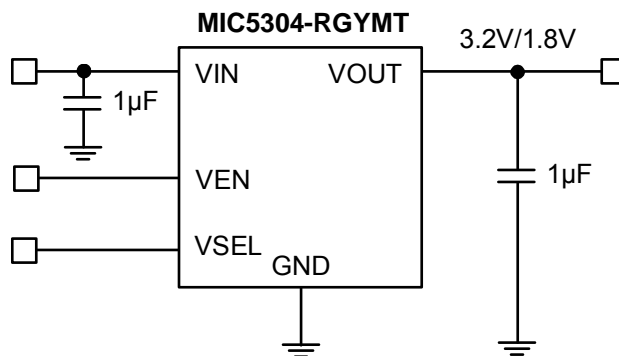 MIC5304-RGYMT
3.2V/1.8V
VIN
VOUT
1µF
VEN
1µF
VSEL
GND